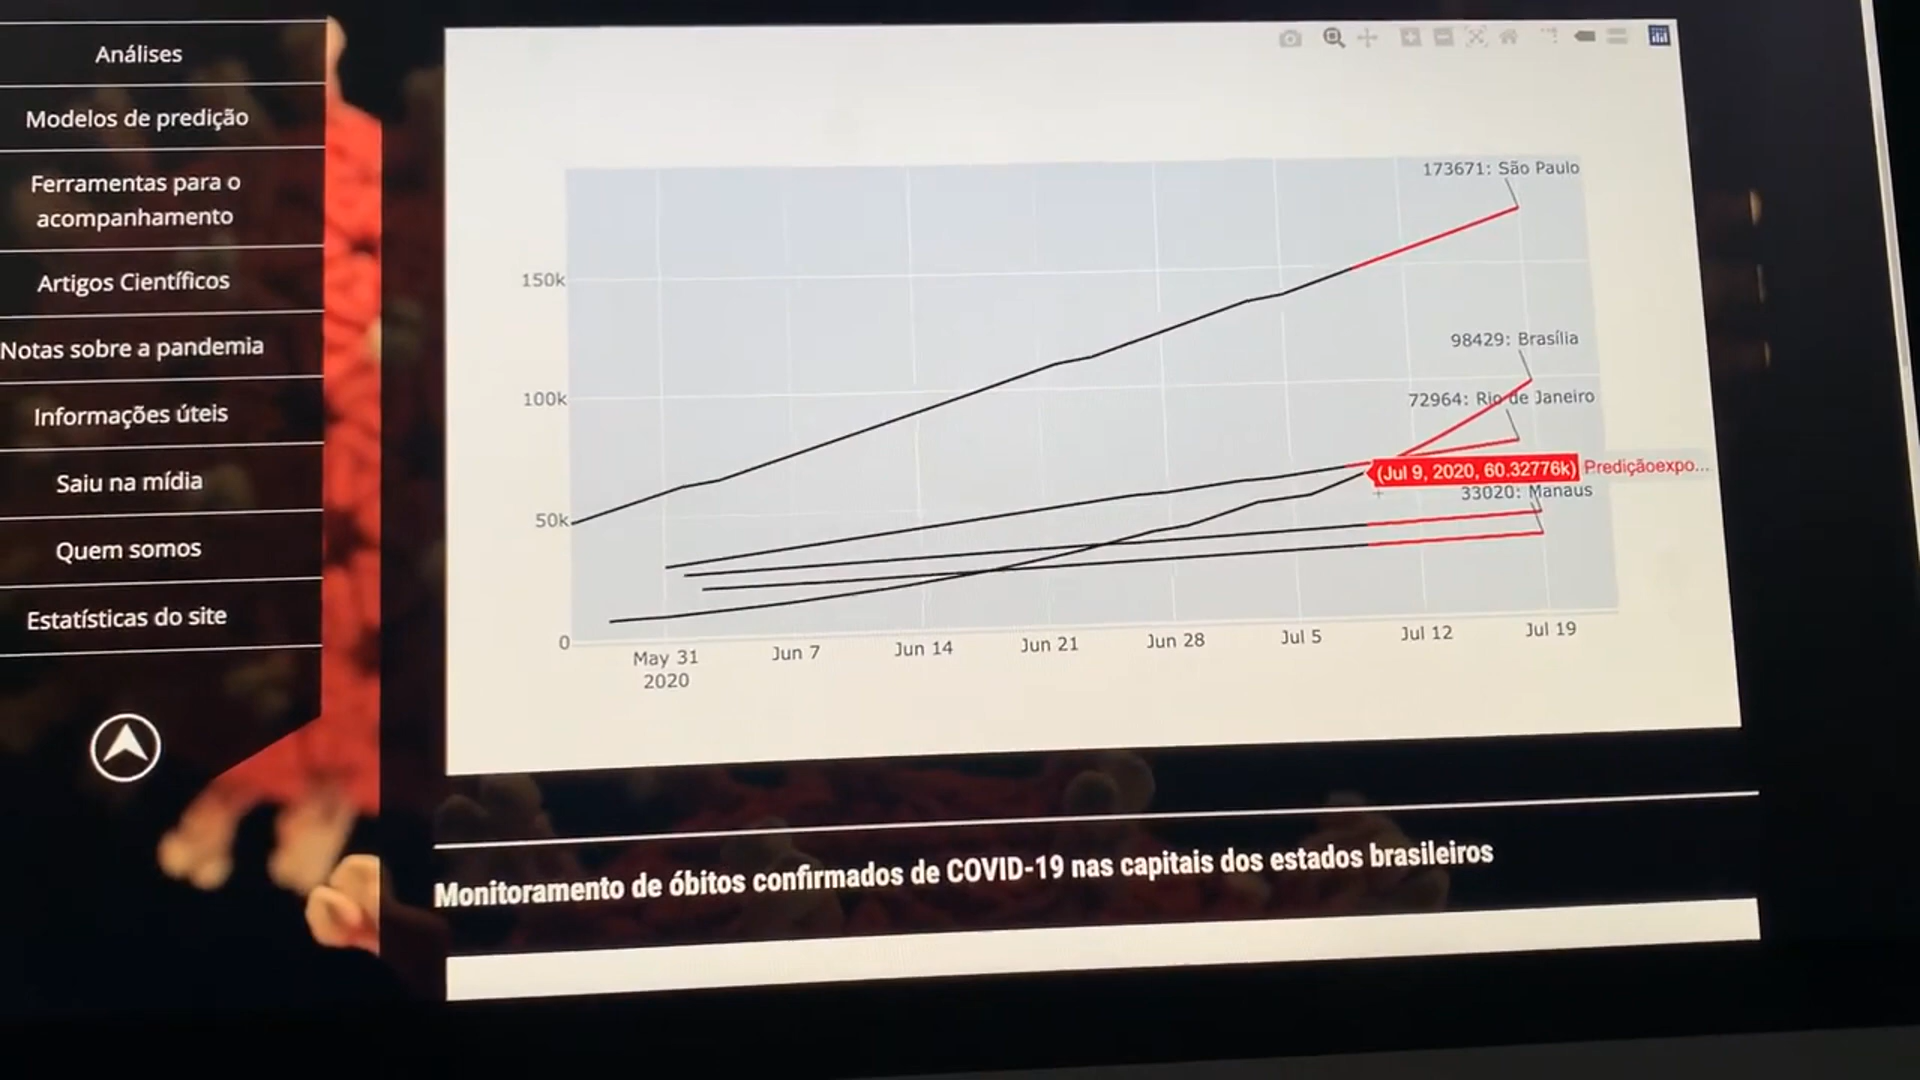 Análises
Modelos de predição
Ferramentas para o
acompanhamento
Artigos Científicos
Notas sobre a pandemia
Informações úteis
Saiu na mídia
Quem somos
Estatísticas do site
173671: São Paulo
150k
98429: Brasília
100k
72964: Rio de Janeiro
(Jul 9, 2020, 60.32776k) Prediçãoexpo...
33020: Manaus
50k
0
May 31
2020
Jun 7
Jun 14
Jun 21
Jun 28
Jul 5
Jul 12
Jul 19
Monitoramento de óbitos confirmados de COVID-19 nas capitais dos estados brasileiros